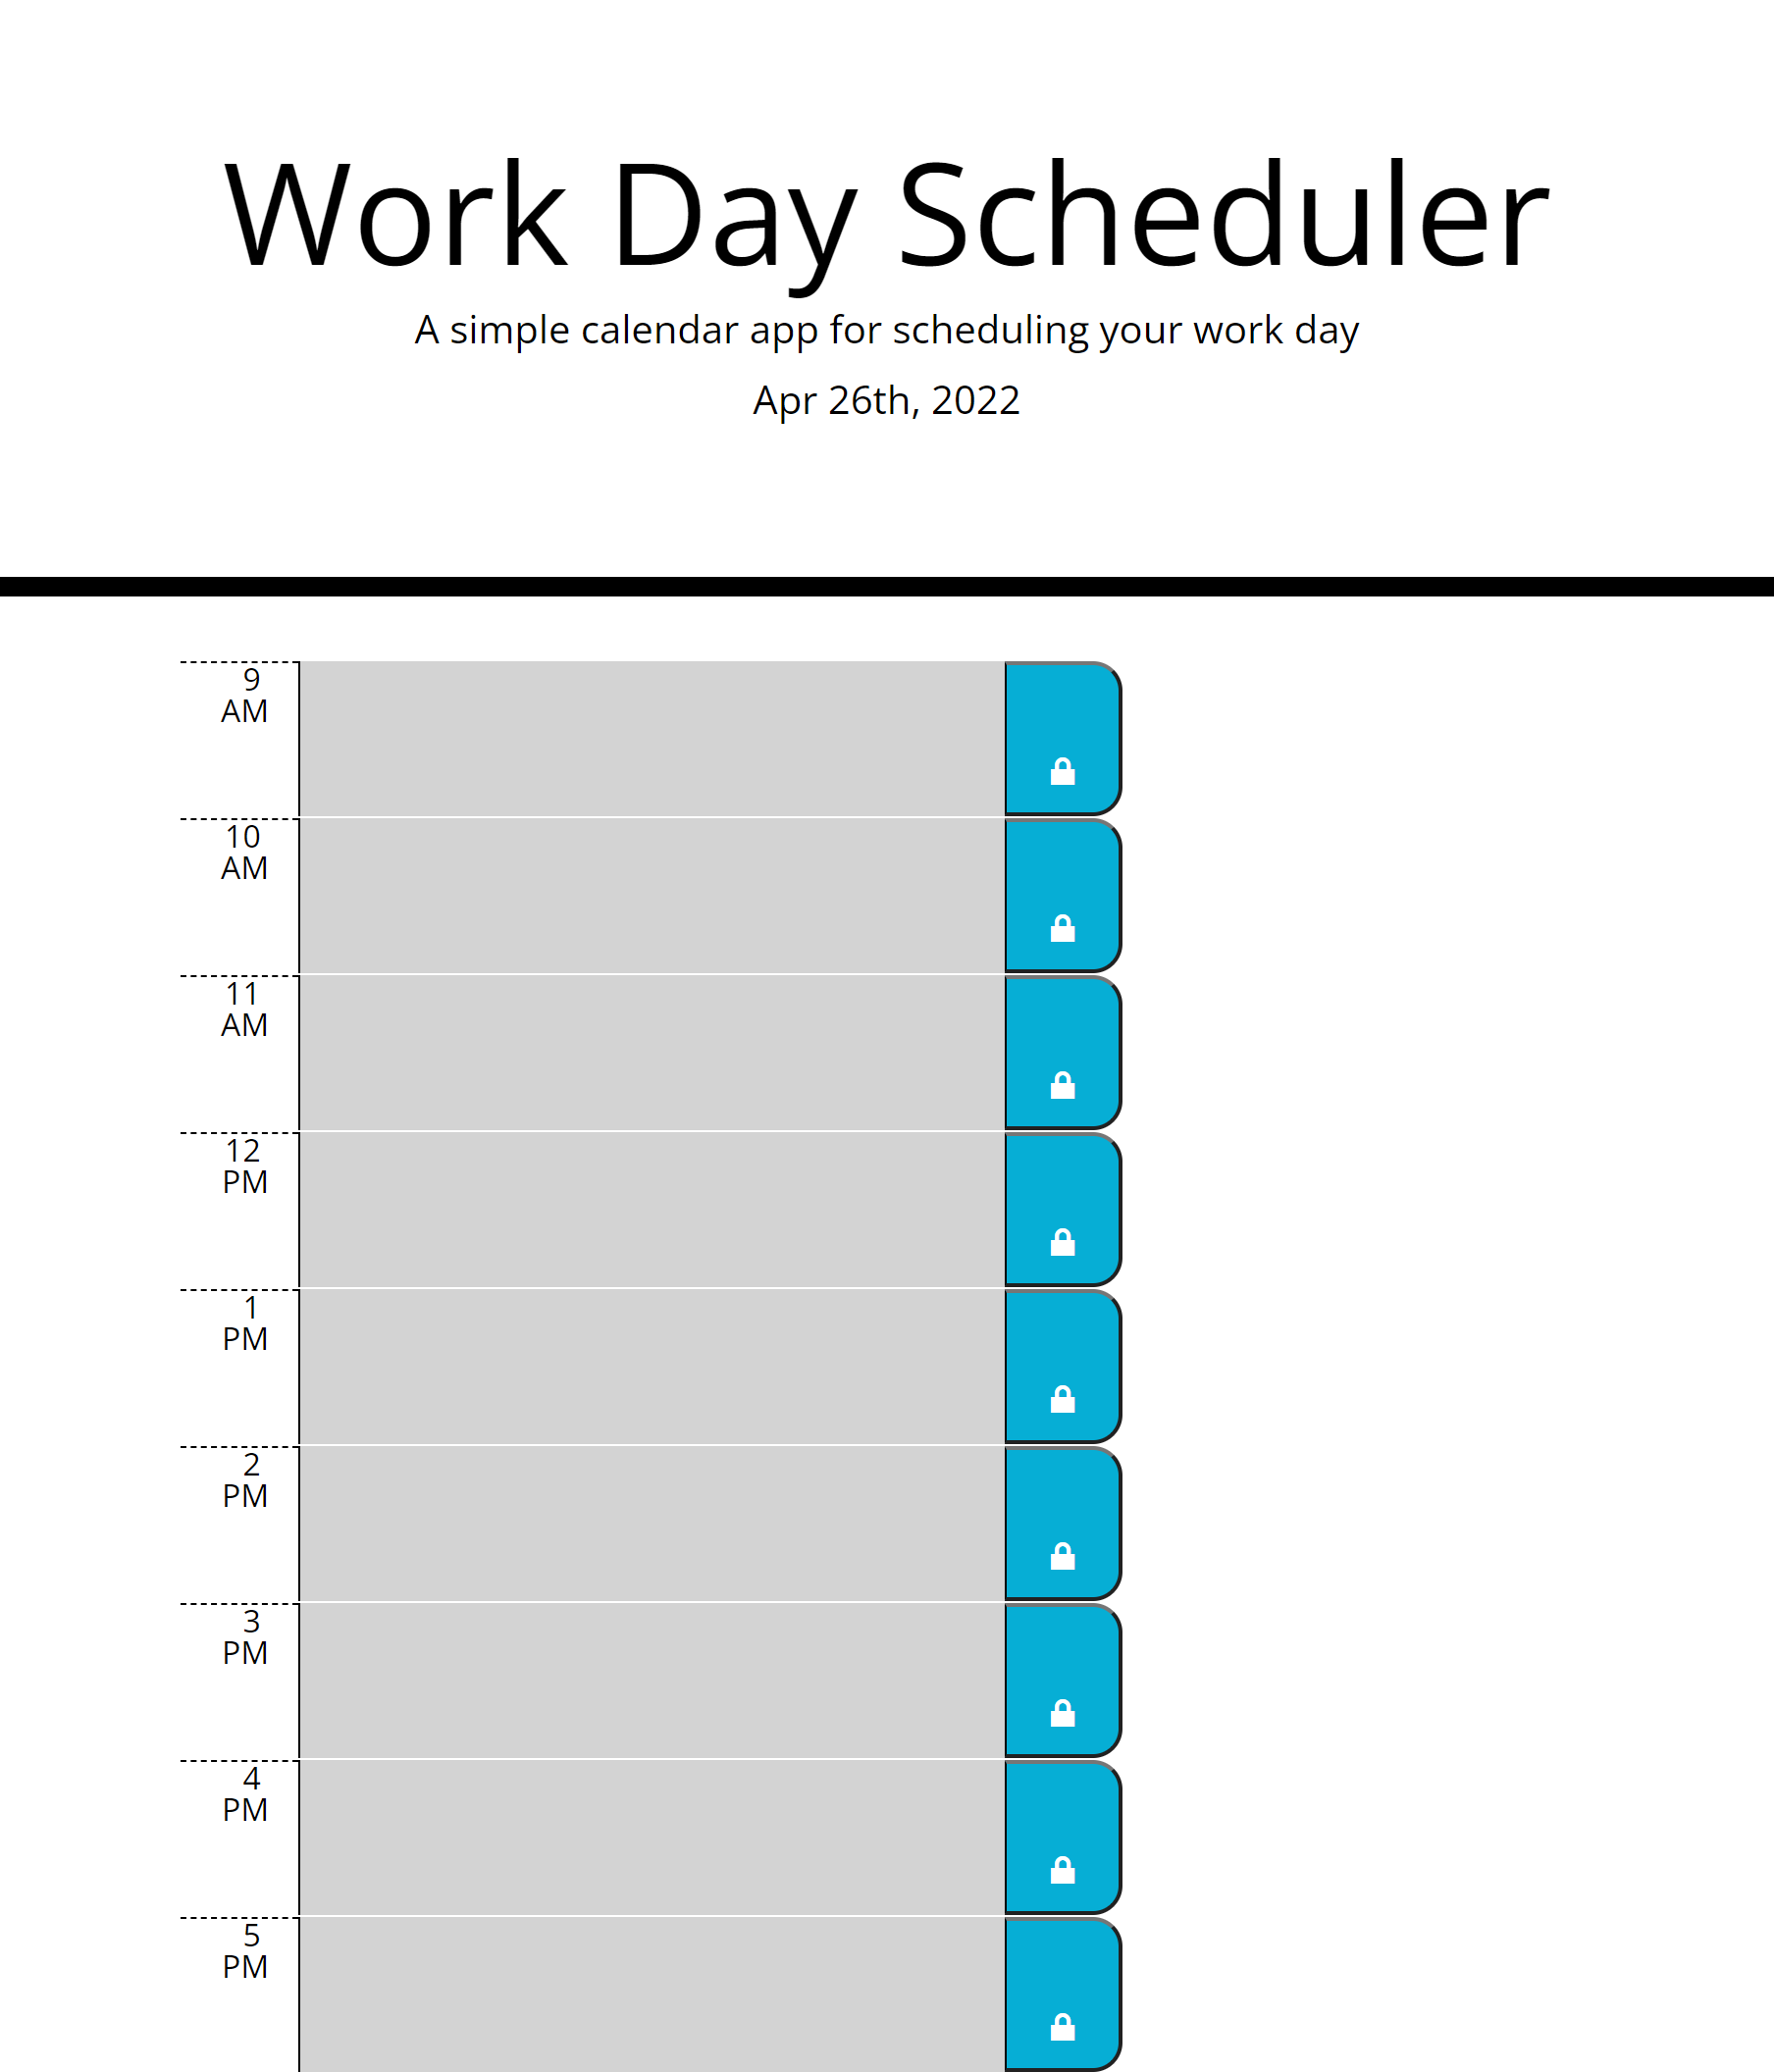 Work Day Scheduler
A simple calendar app for scheduling your work day
Apr 26th, 2022
9
AM
10
AM
11
AM
12
PM
1
PM
2
PM
3
PM
4
PM
5
PM